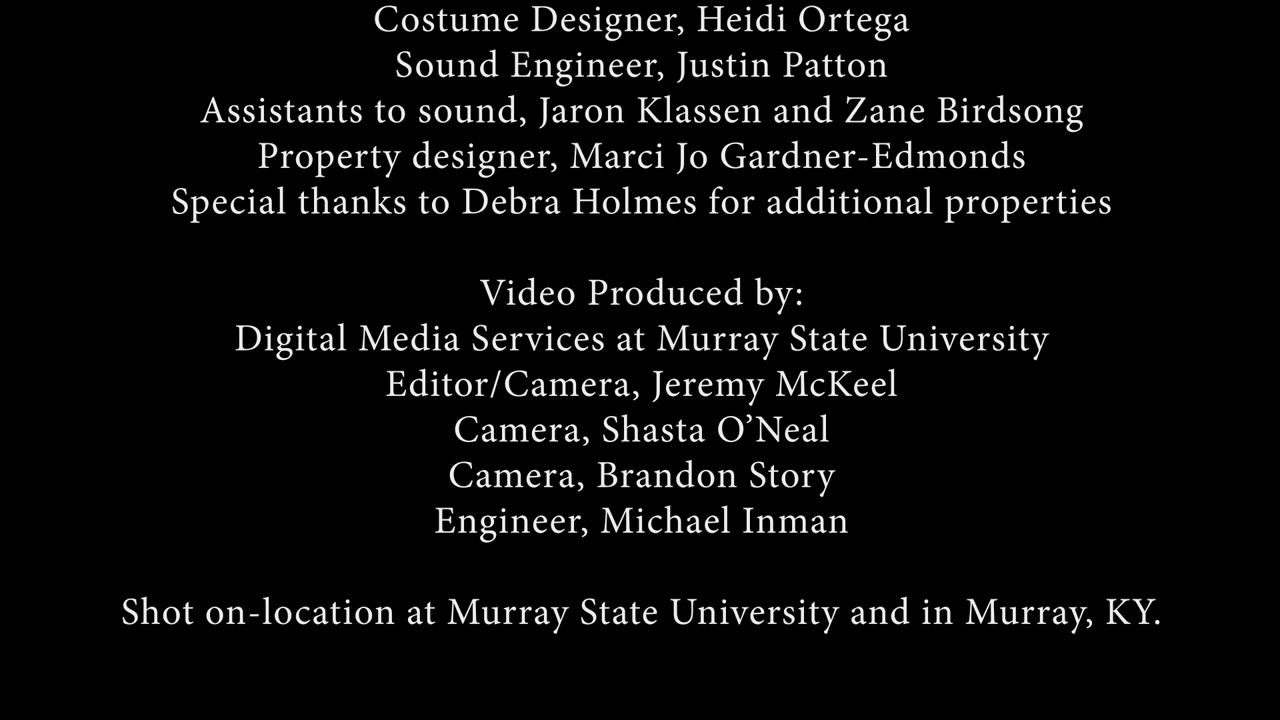 Costume Designer, Heidi Ortega
Sound Engineer, Justin Patton
Assistants to sound, Jaron Klassen and Zane Birdsong
Property designer, Marci Jo Gardner-Edmonds
Special thanks to Debra Holmes for additional properties
Video Produced by:
Digital Media Services at Murray State University
Editor/Camera, Jeremy McKeel
Camera, Shasta O’Neal
Camera, Brandon Story
Engineer, Michael Inman
Shot on-location at Murray State University and in Murray, KY.